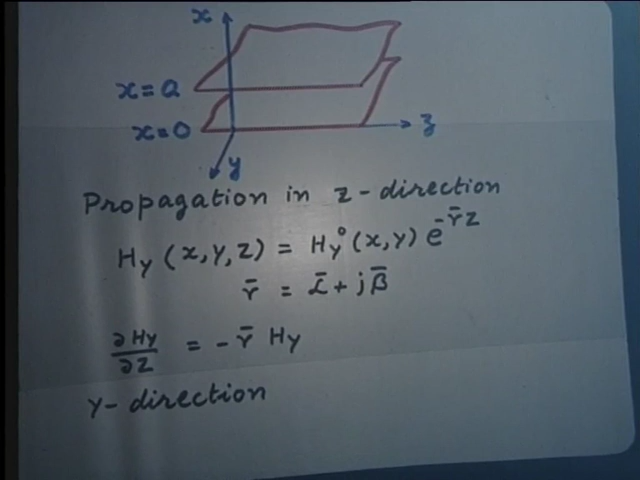 x
x = a
x = 0
z
y
Propagation in z-direction
Hy (x, y, z) = Hy° (x, y) e^-γ̄z
γ̄ = ᾱ + jβ̄
∂Hy/∂z = - γ̄ Hy
y-direction